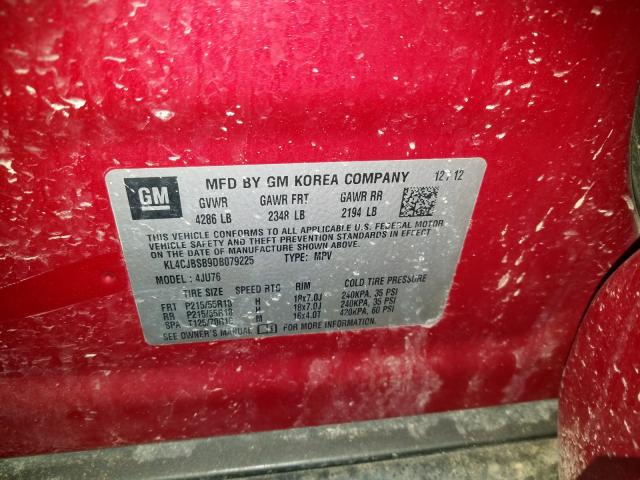 GM
MFD BY GM KOREA COMPANY 12/12
GVWR GAWR FRT GAWR RR
4286 LB 2348 LB 2194 LB
THIS VEHICLE CONFORMS TO ALL APPLICABLE U.S. FEDERAL MOTOR
VEHICLE SAFETY AND THEFT PREVENTION STANDARDS IN EFFECT
ON THE DATE OF MANUFACTURE SHOWN ABOVE.
KL4CJBSB9DB079225 TYPE: MPV
MODEL: 4JU76
TIRE SIZE SPEED RTG RIM COLD TIRE PRESSURE
FRT P215/55R18 H 18x7.0J 240KPA, 35 PSI
RR P215/55R18 H 18x7.0J 240KPA, 35 PSI
SPA T125/70R16 M 16x4.0T 420KPA, 60 PSI
SEE OWNER'S MANUAL FOR MORE INFORMATION.